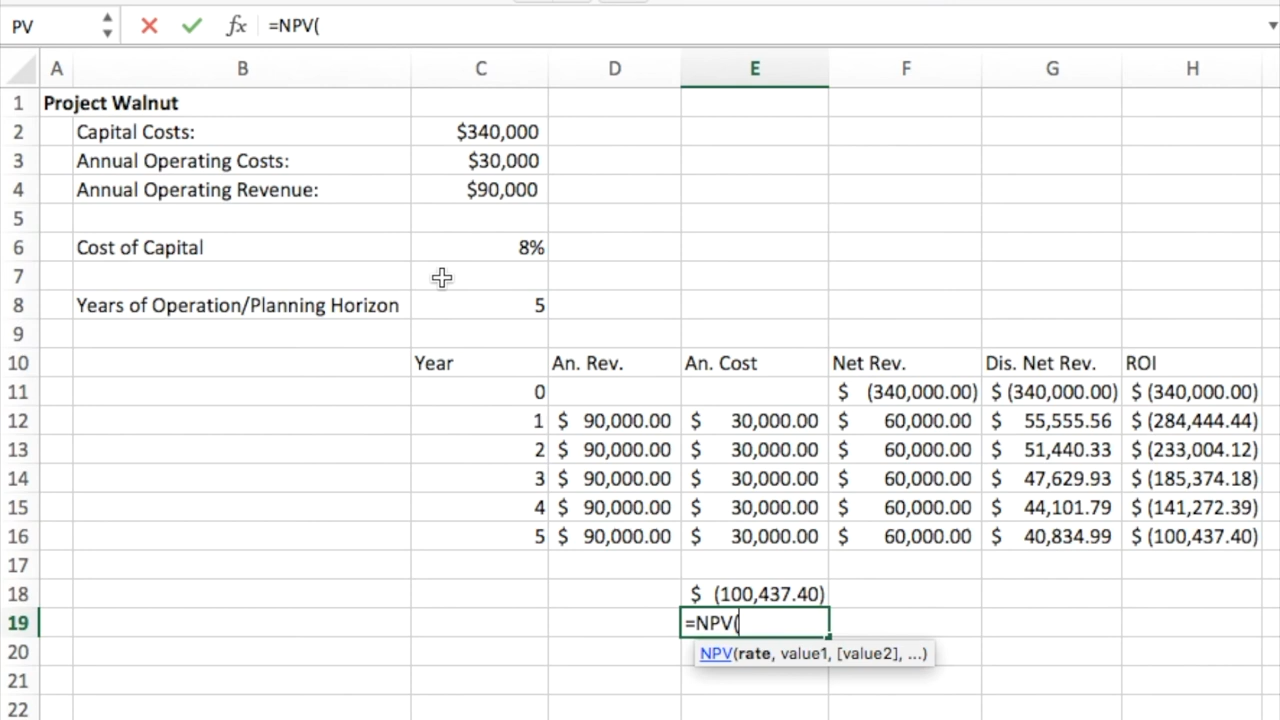 PV =NPV(
A B C D E F G H
1 Project Walnut
2 Capital Costs: $340,000
3 Annual Operating Costs: $30,000
4 Annual Operating Revenue: $90,000
5
6 Cost of Capital 8%
7
8 Years of Operation/Planning Horizon 5
9
10 Year An. Rev. An. Cost Net Rev. Dis. Net Rev. ROI
11 0 $ (340,000.00) $ (340,000.00) $ (340,000.00)
12 1 $ 90,000.00 $ 30,000.00 $ 60,000.00 $ 55,555.56 $ (284,444.44)
13 2 $ 90,000.00 $ 30,000.00 $ 60,000.00 $ 51,440.33 $ (233,004.12)
14 3 $ 90,000.00 $ 30,000.00 $ 60,000.00 $ 47,629.93 $ (185,374.18)
15 4 $ 90,000.00 $ 30,000.00 $ 60,000.00 $ 44,101.79 $ (141,272.39)
16 5 $ 90,000.00 $ 30,000.00 $ 60,000.00 $ 40,834.99 $ (100,437.40)
17
18 $ (100,437.40)
19 =NPV(
20 NPV(rate, value1, [value2], ...)
21
22